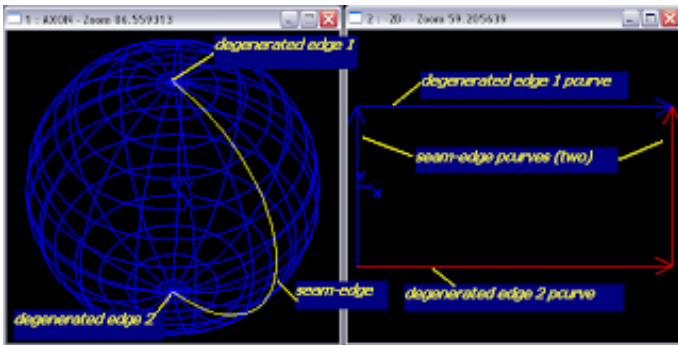 1 : AXON - Zoom 86.559313
degenerated edge 1
seam-edge
degenerated edge 2
2 : -2D- - Zoom 59.205639
degenerated edge 1 pcurve
seam-edge pcurves (two)
X
degenerated edge 2 pcurve